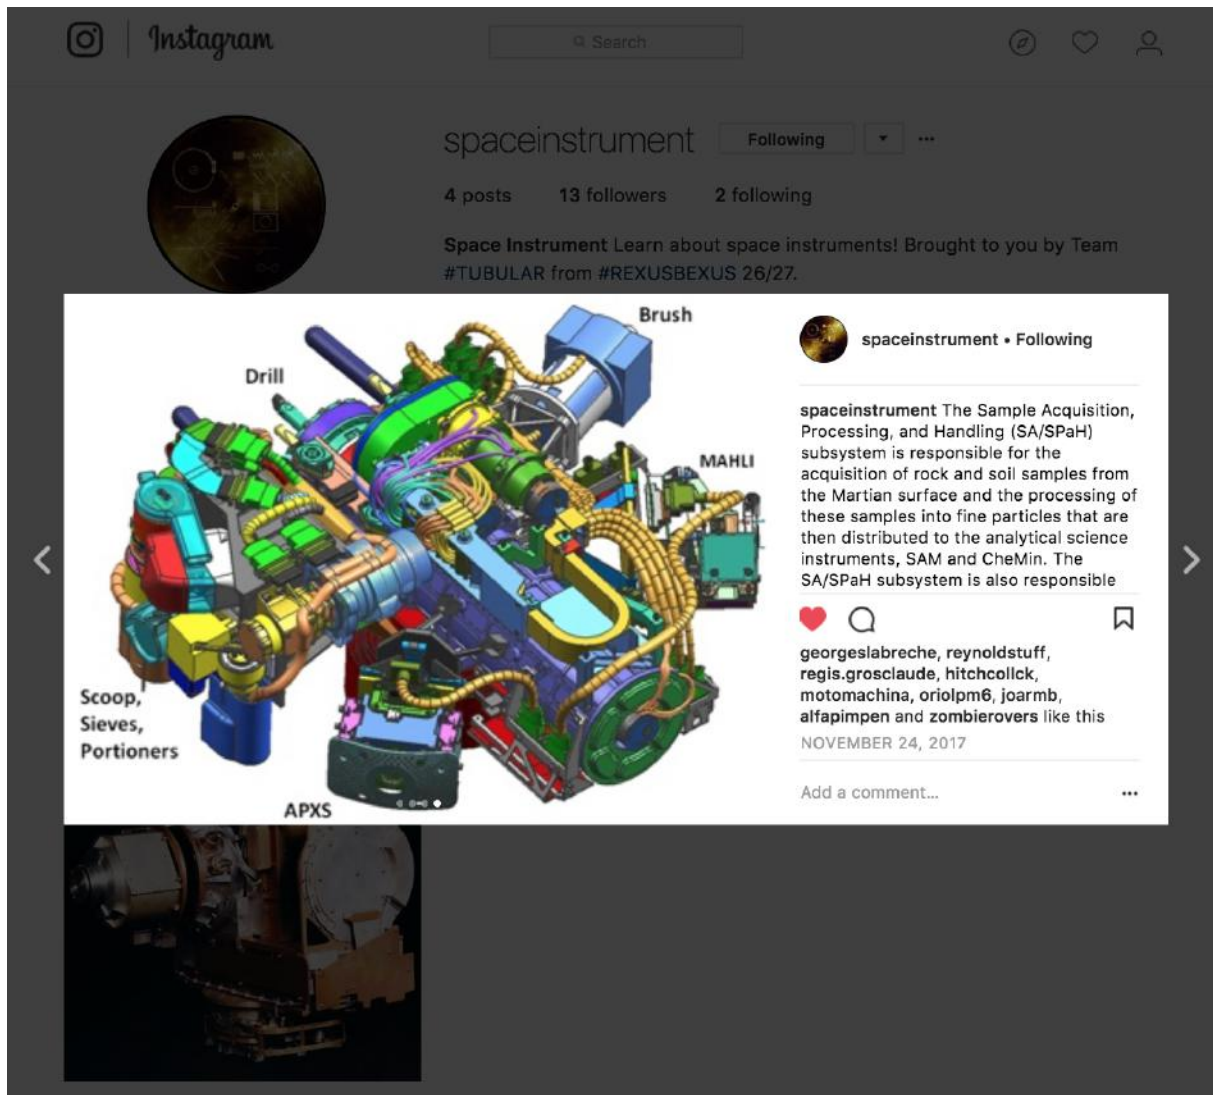 Instagram
Search
spaceinstrument Following
4 posts 13 followers 2 following
Space Instrument Learn about space instruments! Brought to you by Team
#TUBULAR from #REXUSBEXUS 26/27.
Brush
Drill
MAHLI
Scoop,
Sieves,
Portioners
APXS
spaceinstrument • Following
spaceinstrument The Sample Acquisition,
Processing, and Handling (SA/SPaH)
subsystem is responsible for the
acquisition of rock and soil samples from
the Martian surface and the processing of
these samples into fine particles that are
then distributed to the analytical science
instruments, SAM and CheMin. The
SA/SPaH subsystem is also responsible
georgeslabreche, reynoldstuff,
regis.grosclaude, hitchcollck,
motomachina, oriolpm6, joarmb,
alfapimpen and zombierovers like this
NOVEMBER 24, 2017
Add a comment...